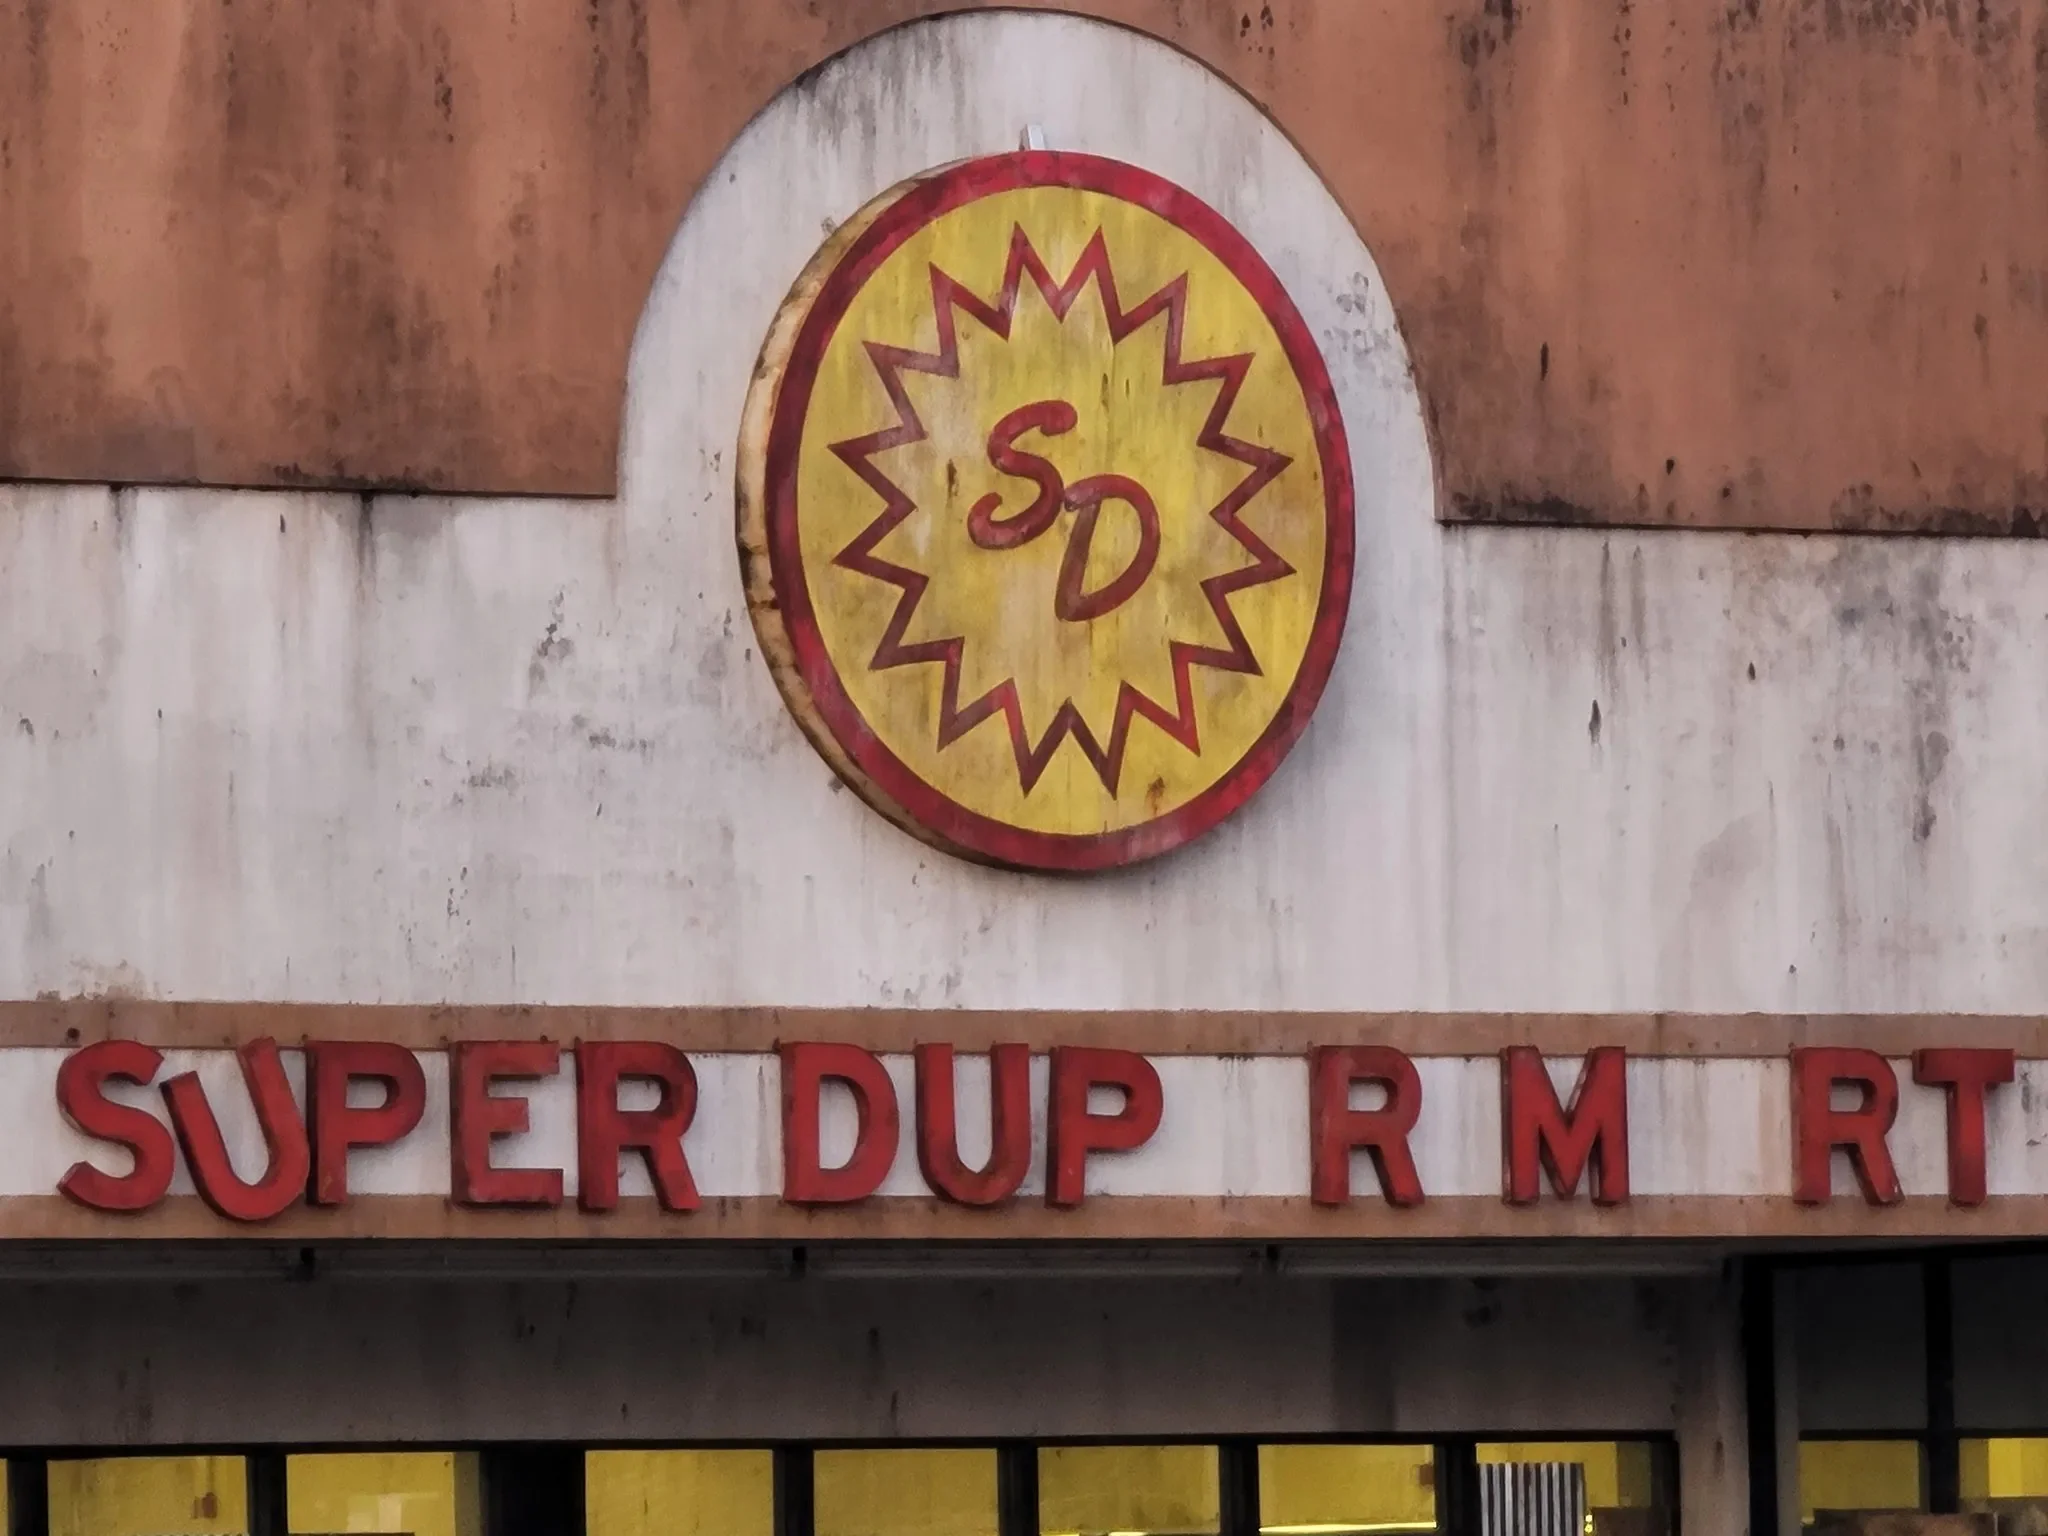 SD
SUPER DUP R M RT